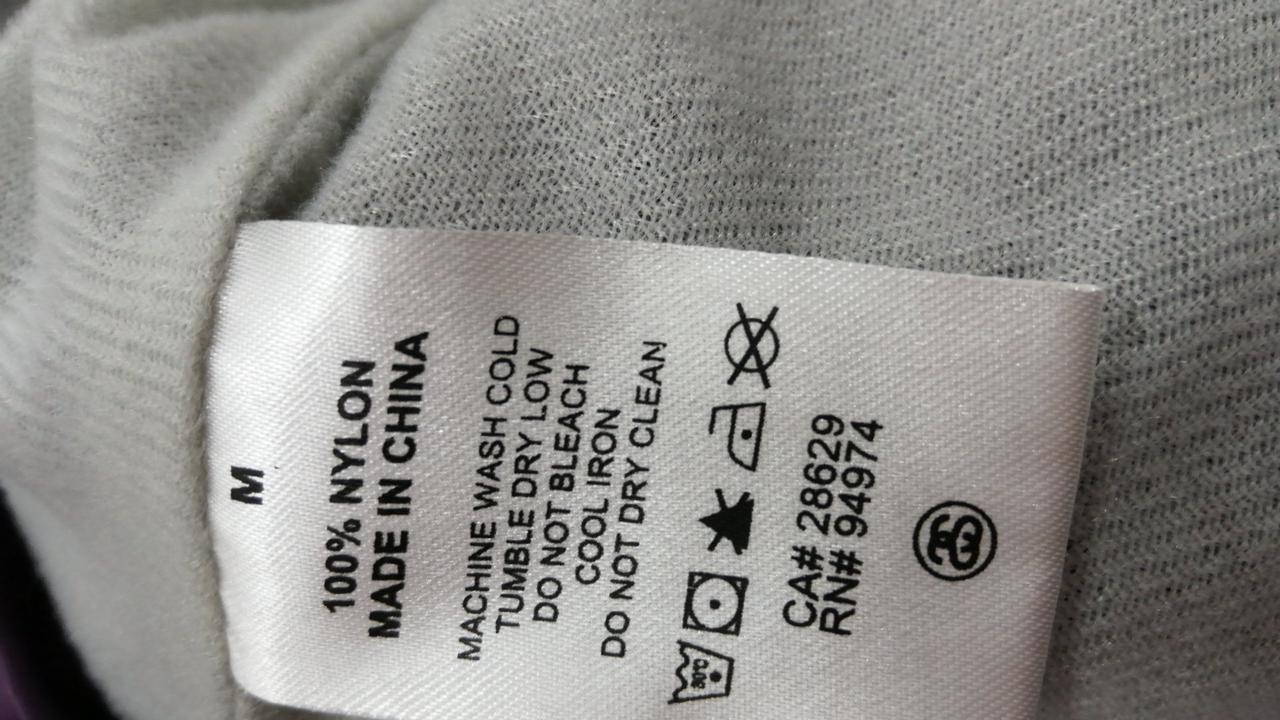 M
100% NYLON
MADE IN CHINA
MACHINE WASH COLD
TUMBLE DRY LOW
DO NOT BLEACH
COOL IRON
DO NOT DRY CLEAN
30°C
CA# 28629
RN# 94974